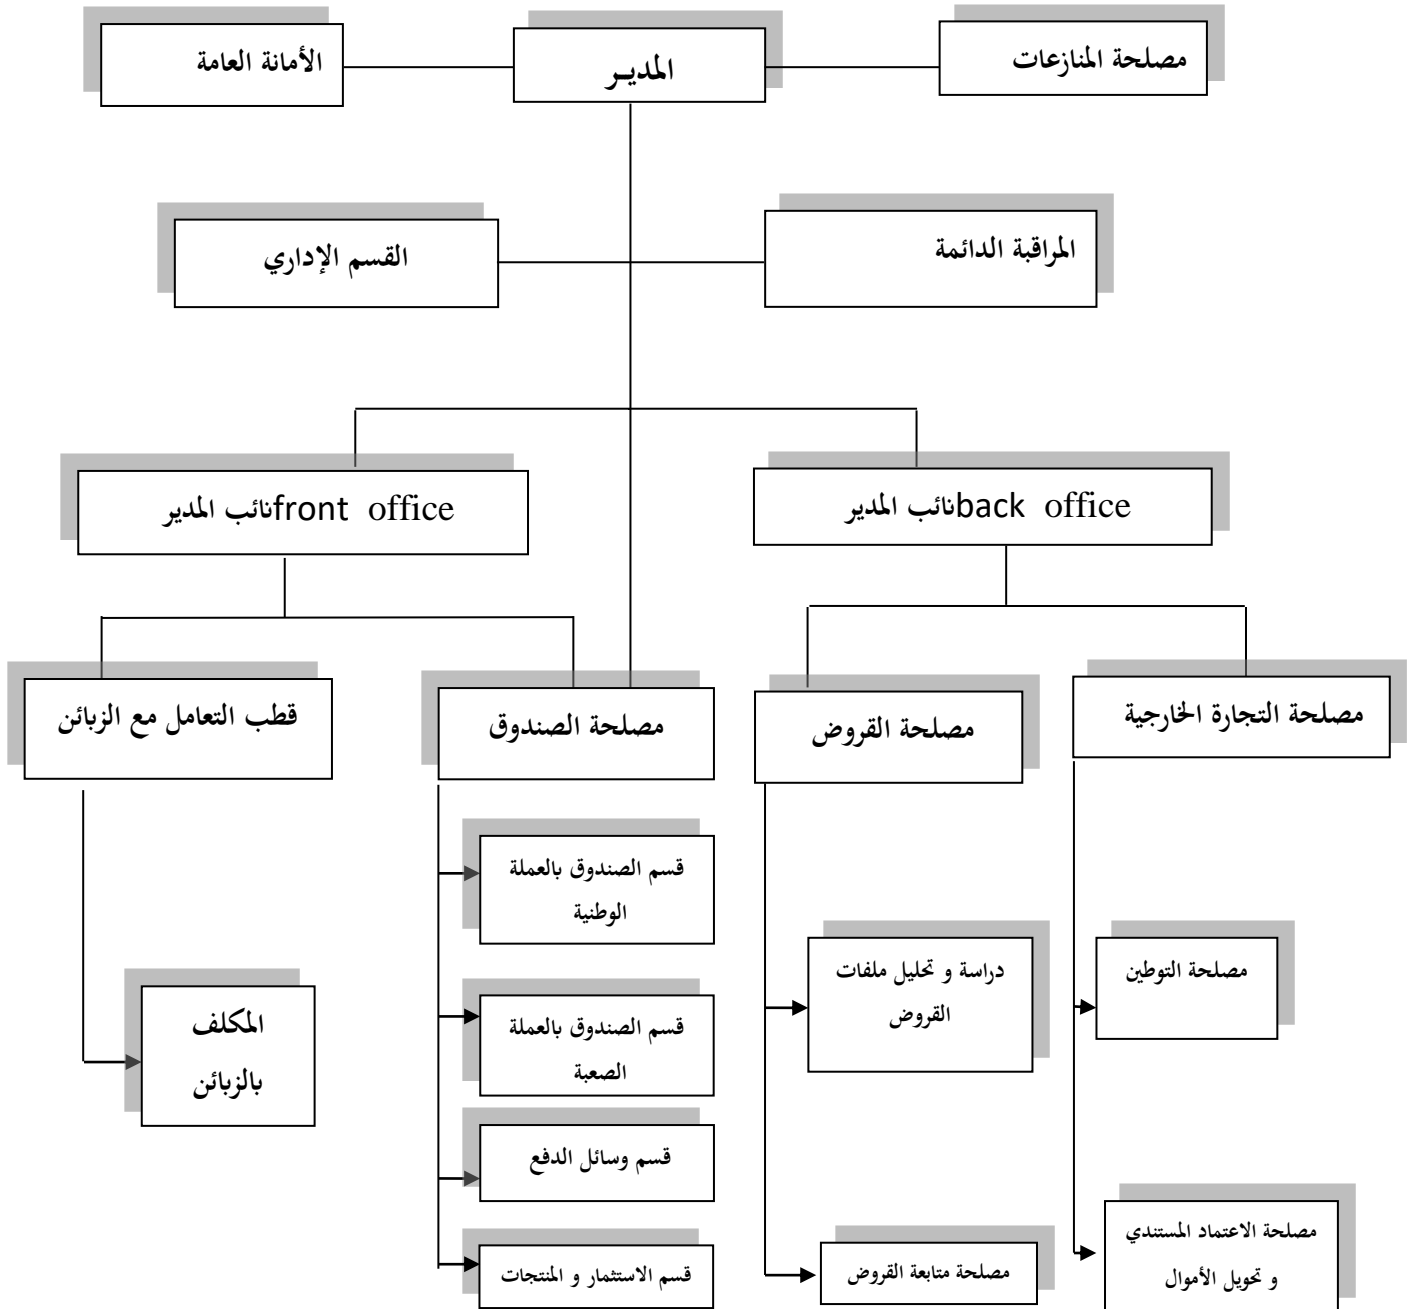 مصلحة المنازعات
المديـر
الأمانة العامة
المراقبة الدائمة
القسم الإداري
نائب المدير back office
نائب المدير front office
مصلحة التجارة الخارجية
مصلحة القروض
مصلحة الصندوق
قطب التعامل مع الزبائن
قسم الصندوق بالعملة
الوطنية
مصلحة التوطين
دراسة و تحليل ملفات
القروض
قسم الصندوق بالعملة
الصعبة
المكلف
بالزبائن
قسم وسائل الدفع
مصلحة الاعتماد المستندي
و تحويل الأموال
مصلحة متابعة القروض
قسم الاستثمار و المنتجات